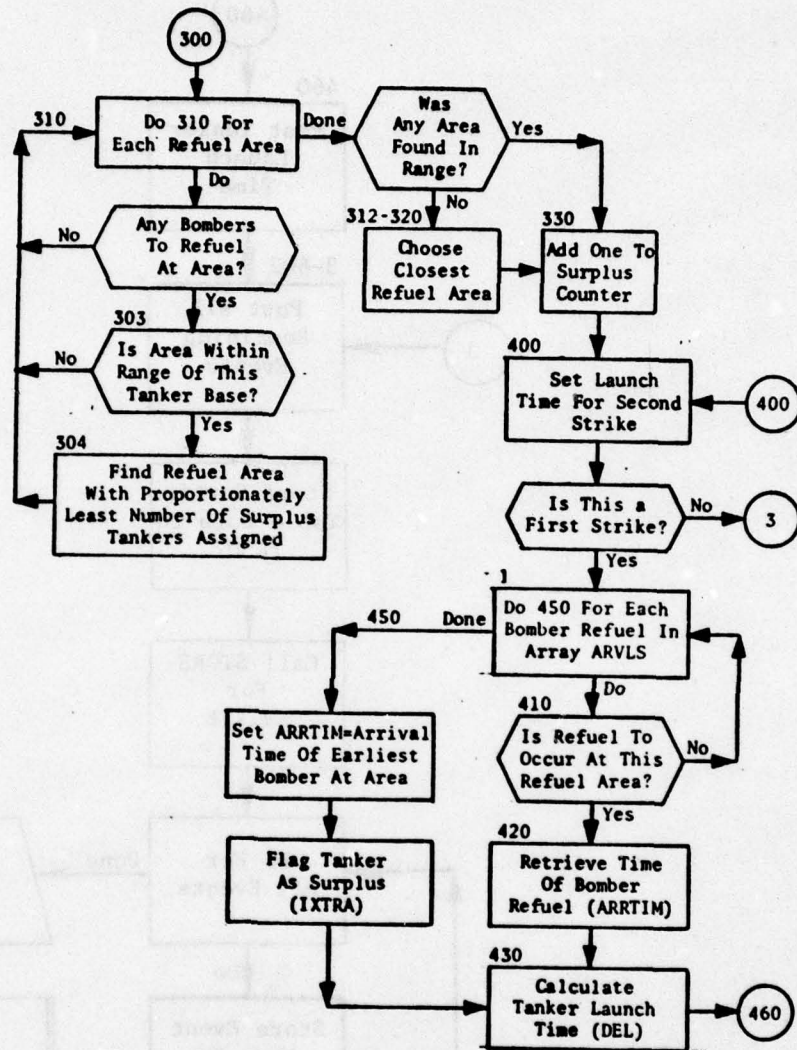 300
310
Do 310 For
Each Refuel Area
Done
Do
Was
Any Area
Found In
Range?
Yes
No
312-320
Choose
Closest
Refuel Area
330
Add One To
Surplus
Counter
Any Bombers
To Refuel
At Area?
No
Yes
303
Is Area Within
Range Of This
Tanker Base?
No
Yes
304
Find Refuel Area
With Proportionately
Least Number Of Surplus
Tankers Assigned
400
Set Launch
Time For Second
Strike
400
Is This a
First Strike?
No
3
Yes
Do 450 For Each
Bomber Refuel In
Array ARVLS
450
Done
Do
Set ARRTIM=Arrival
Time Of Earliest
Bomber At Area
410
Is Refuel To
Occur At This
Refuel Area?
No
Yes
Flag Tanker
As Surplus
(IXTRA)
420
Retrieve Time
Of Bomber
Refuel (ARRTIM)
430
Calculate
Tanker Launch
Time (DEL)
460